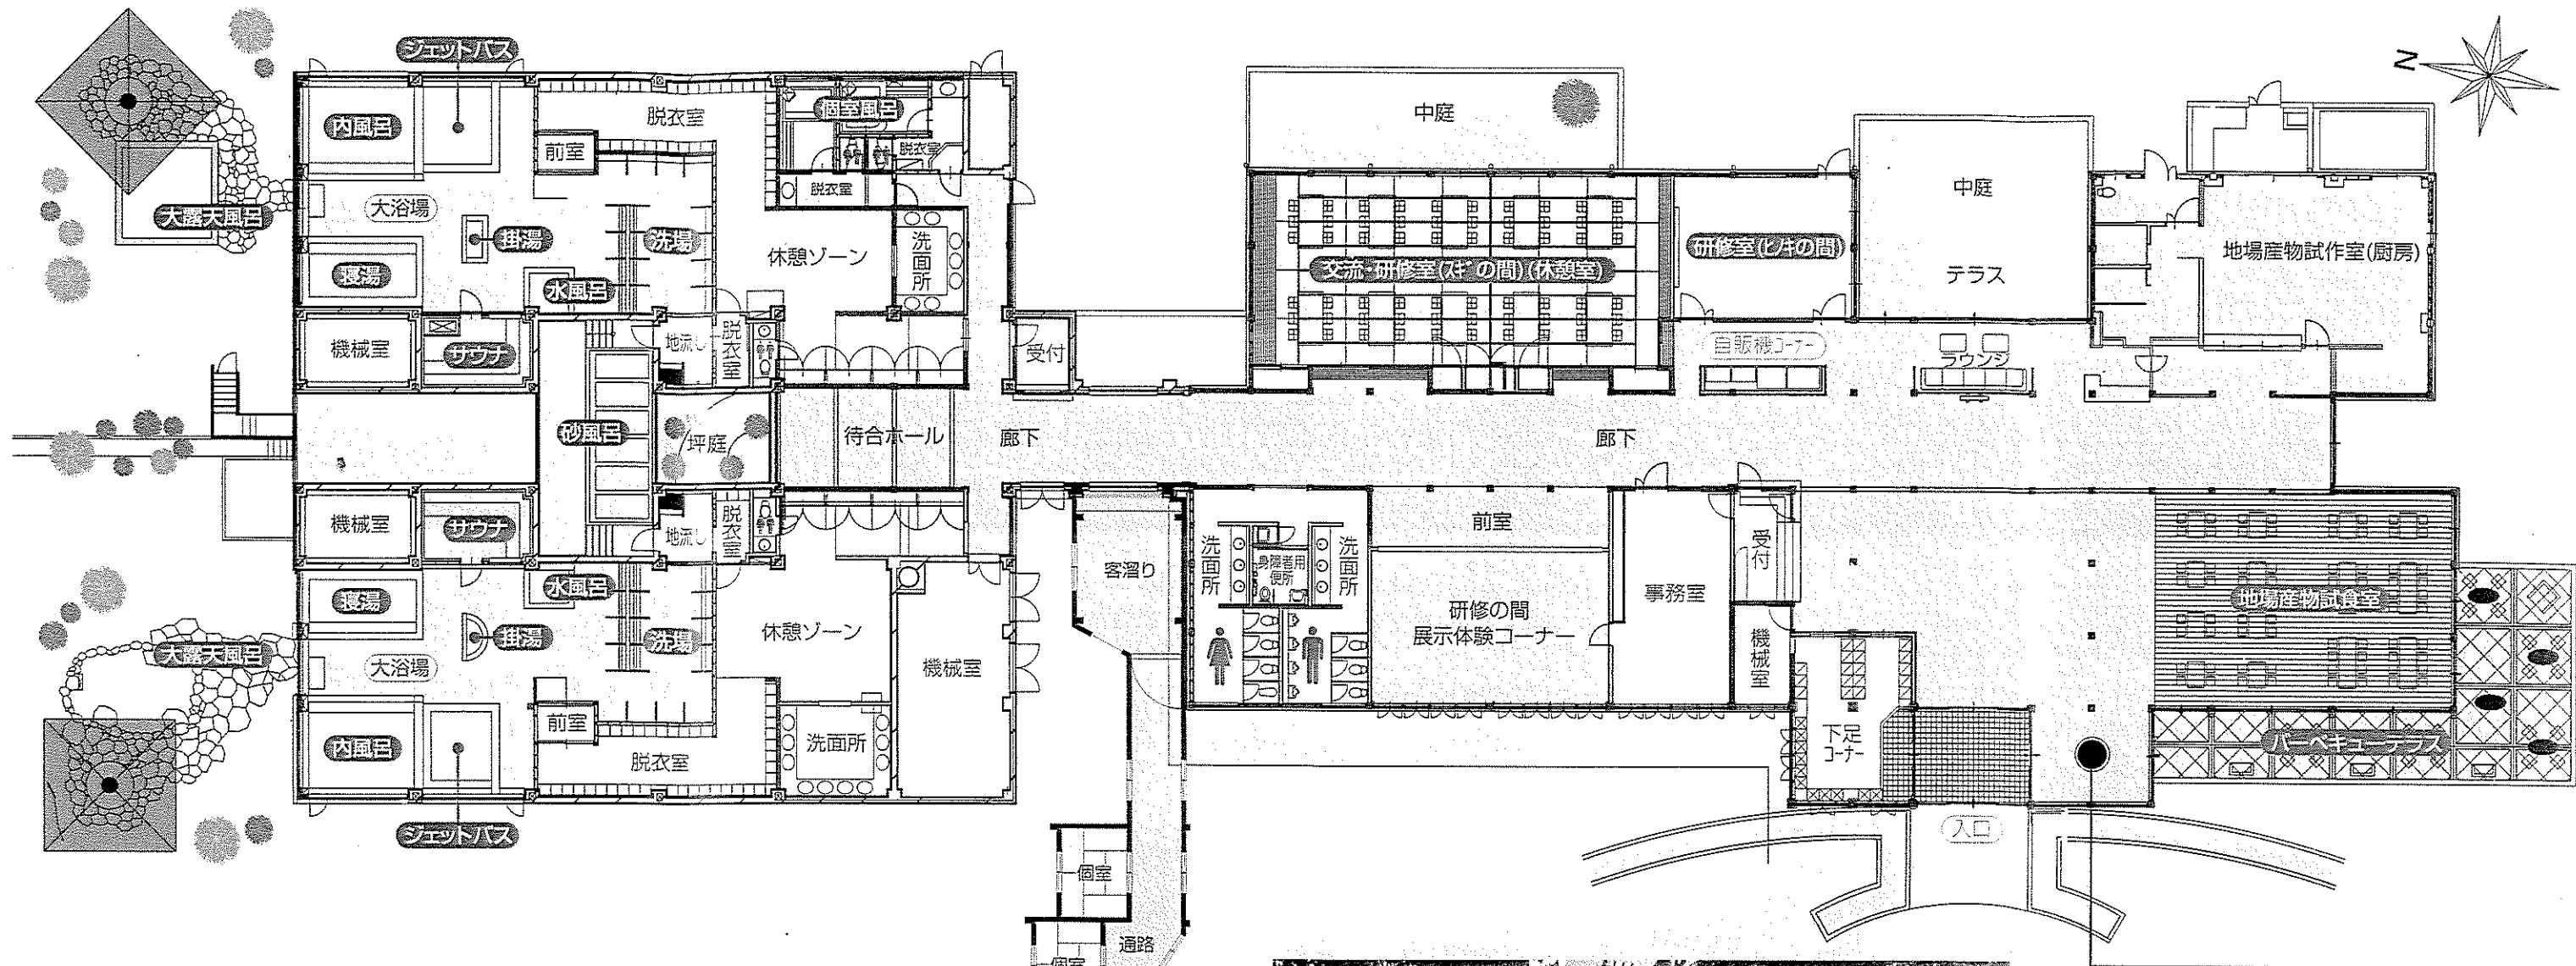 ジェットバス
内風呂
脱衣室
個室風呂
前室
脱衣室
脱衣室
大露天風呂
大浴場
掛湯
洗場
休憩ゾーン
洗面所
寝湯
水風呂
機械室
サウナ
地流し
脱衣室
受付
砂風呂
坪庭
待合ホール
廊下
廊下
機械室
サウナ
地流し
脱衣室
寝湯
水風呂
大露天風呂
大浴場
掛湯
洗場
休憩ゾーン
機械室
内風呂
前室
脱衣室
洗面所
ジェットバス
中庭
中庭
テラス
交流・研修室(スギの間)(休憩室)
研修室(ヒノキの間)
地場産物試作室(厨房)
自販機コーナー
ラウンジ
N
客溜り
洗面所
身障者用
便所
洗面所
前室
研修の間
展示体験コーナー
事務室
受付
機械室
下足
コーナー
地場産物試食室
バーベキューテラス
入口
個室
個室
通路